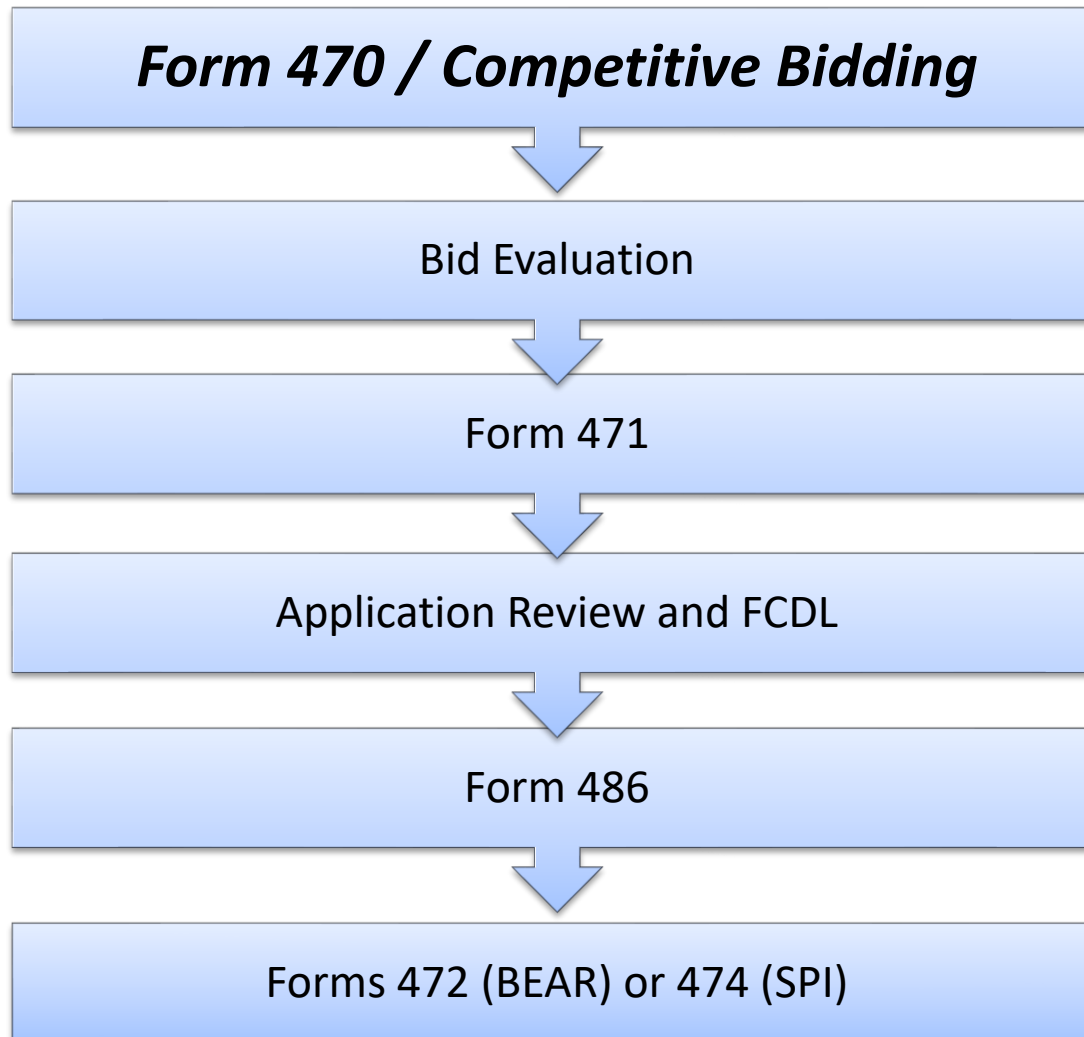 Form 470 / Competitive Bidding
Bid Evaluation
Form 471
Application Review and FCDL
Form 486
Forms 472 (BEAR) or 474 (SPI)